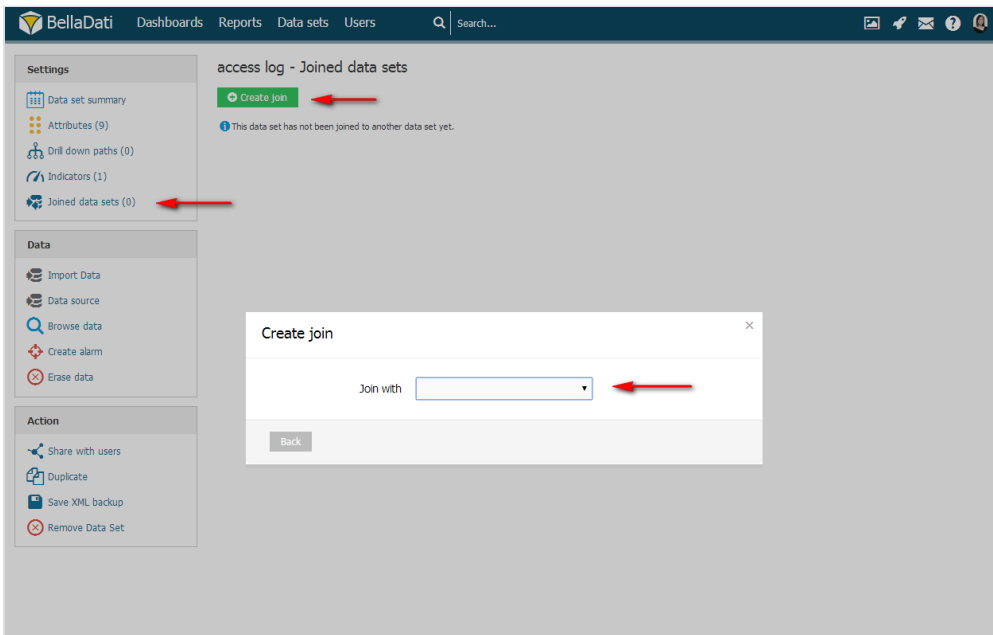 BellaDati Dashboards Reports Data sets Users Search...
Settings
Data set summary
Attributes (9)
Drill down paths (0)
Indicators (1)
Joined data sets (0)
Data
Import Data
Data source
Browse data
Create alarm
Erase data
Action
Share with users
Duplicate
Save XML backup
Remove Data Set
access log - Joined data sets
Create join
This data set has not been joined to another data set yet.
Create join
Join with
Back